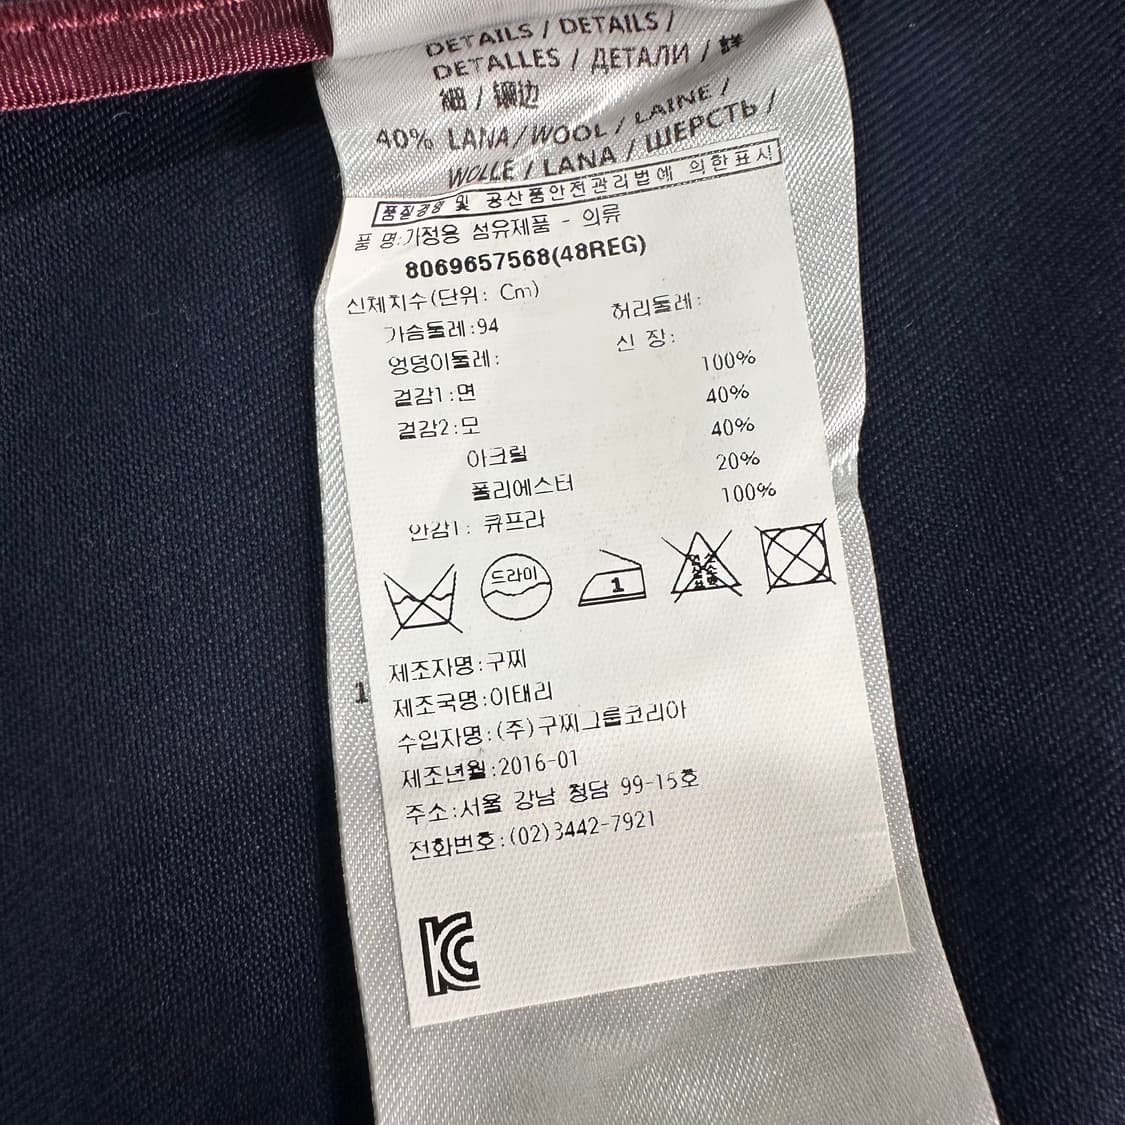 DETAILS / DETAILS /
DETALLES / ДЕТАЛИ / 詳
細 / 镶边
40% LANA/WOOL / LAINE /
WOLLE / LANA / ШЕРСТЬ /
품질경영 및 공산품안전관리법에 의한표시
품 명:가정용 섬유제품 - 의류
8069657568(48REG)
신체치수(단위: Cm)
가슴둘레:94 허리둘레:
엉덩이둘레: 신 장:
겉감1:면 100%
겉감2:모 40%
아크릴 40%
폴리에스터 20%
안감1: 큐프라 100%
드라이
1
염소
표백
제조자명:구찌
1
제조국명:이태리
수입자명:(주)구찌그룹코리아
제조년월:2016-01
주소:서울 강남 청담 99-15호
전화번호:(02)3442-7921
KC